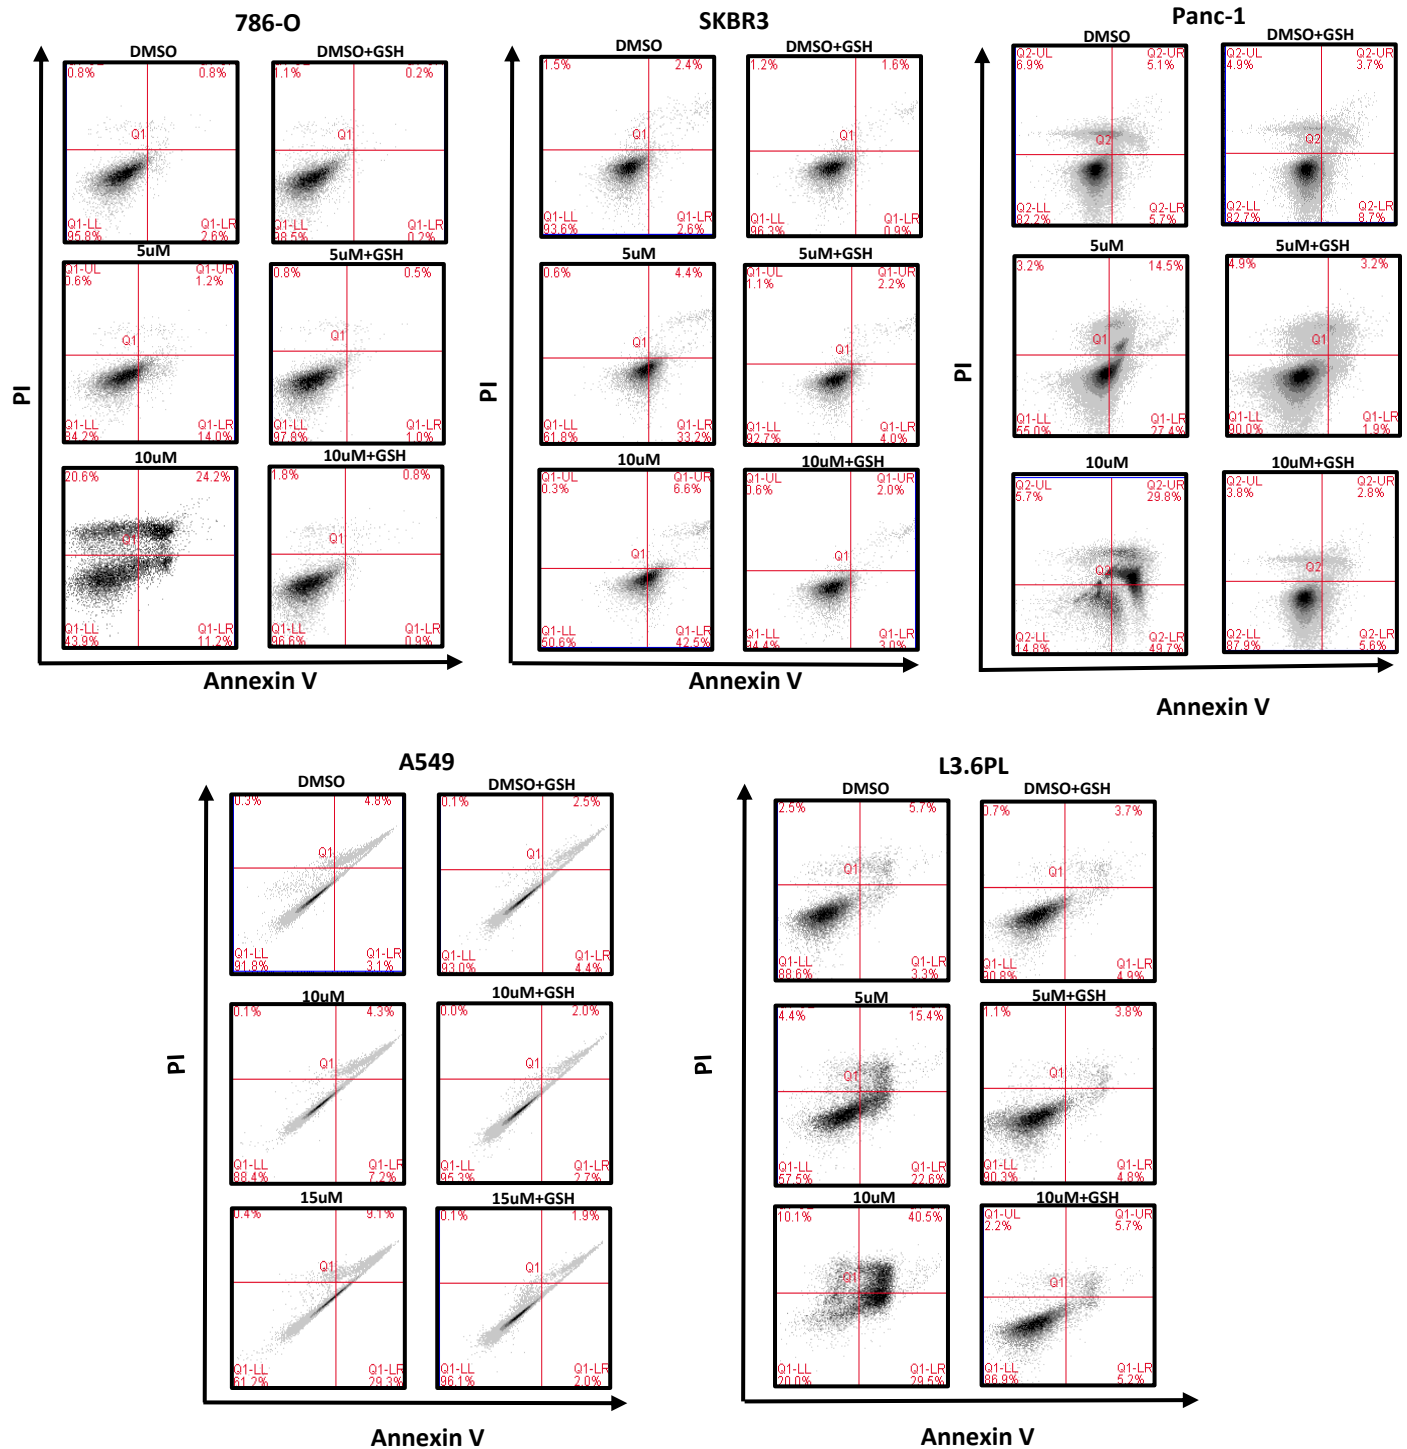 786-O
DMSO
0.8% 0.8%
Q1
Q1-LL Q1-LR
95.8% 2.6%
DMSO+GSH
1.1% 0.2%
Q1
Q1-LL Q1-LR
98.5% 0.2%
5uM
Q1-UL Q1-UR
0.6% 1.2%
Q1
Q1-LL Q1-LR
84.2% 14.0%
5uM+GSH
0.8% 0.5%
Q1
Q1-LL Q1-LR
97.8% 1.0%
10uM
20.6% 24.2%
Q1
Q1-LL Q1-LR
43.9% 11.2%
10uM+GSH
1.8% 0.8%
Q1
Q1-LL Q1-LR
96.6% 0.9%
PI
Annexin V
SKBR3
DMSO
1.5% 2.4%
Q1
Q1-LL Q1-LR
93.6% 2.6%
DMSO+GSH
1.2% 1.6%
Q1
Q1-LL Q1-LR
96.3% 0.9%
5uM
0.6% 4.4%
Q1
Q1-LL Q1-LR
61.8% 33.2%
5uM+GSH
Q1-UL Q1-UR
1.1% 2.2%
Q1
Q1-LL Q1-LR
92.7% 4.0%
10uM
Q1-UL Q1-UR
0.3% 6.6%
Q1
Q1-LL Q1-LR
50.6% 42.5%
10uM+GSH
Q1-UL Q1-UR
0.6% 2.0%
Q1
Q1-LL Q1-LR
94.4% 3.0%
PI
Annexin V
Panc-1
DMSO
Q2-UL Q2-UR
6.9% 5.1%
Q2
Q2-LL Q2-LR
82.2% 5.7%
DMSO+GSH
Q2-UL Q2-UR
4.9% 3.7%
Q2
Q2-LL Q2-LR
82.7% 8.7%
5uM
3.2% 14.5%
Q1
Q1-LL Q1-LR
55.0% 27.4%
5uM+GSH
4.9% 3.2%
Q1
Q1-LL Q1-LR
90.0% 1.9%
10uM
Q2-UL Q2-UR
5.7% 29.8%
Q2
Q2-LL Q2-LR
14.8% 49.7%
10uM+GSH
Q2-UL Q2-UR
3.8% 2.8%
Q2
Q2-LL Q2-LR
87.9% 5.6%
PI
Annexin V
A549
DMSO
0.3% 4.8%
Q1
Q1-LL Q1-LR
91.8% 3.1%
DMSO+GSH
0.1% 2.5%
Q1
Q1-LL Q1-LR
93.0% 4.4%
10uM
0.1% 4.3%
Q1
Q1-LL Q1-LR
88.4% 7.2%
10uM+GSH
0.0% 2.0%
Q1
Q1-LL Q1-LR
95.3% 2.7%
15uM
0.4% 9.1%
Q1
Q1-LL Q1-LR
61.2% 29.3%
15uM+GSH
0.1% 1.9%
Q1
Q1-LL Q1-LR
96.1% 2.0%
PI
Annexin V
L3.6PL
DMSO
2.5% 5.7%
Q1
Q1-LL Q1-LR
88.6% 3.3%
DMSO+GSH
0.7% 3.7%
Q1
Q1-LL Q1-LR
90.8% 4.9%
5uM
4.4% 15.4%
Q1
Q1-LL Q1-LR
57.5% 22.6%
5uM+GSH
1.1% 3.8%
Q1
Q1-LL Q1-LR
90.3% 4.8%
10uM
10.1% 40.5%
Q1
Q1-LL Q1-LR
20.0% 29.5%
10uM+GSH
Q1-UL Q1-UR
2.2% 5.7%
Q1
Q1-LL Q1-LR
86.9% 5.2%
PI
Annexin V